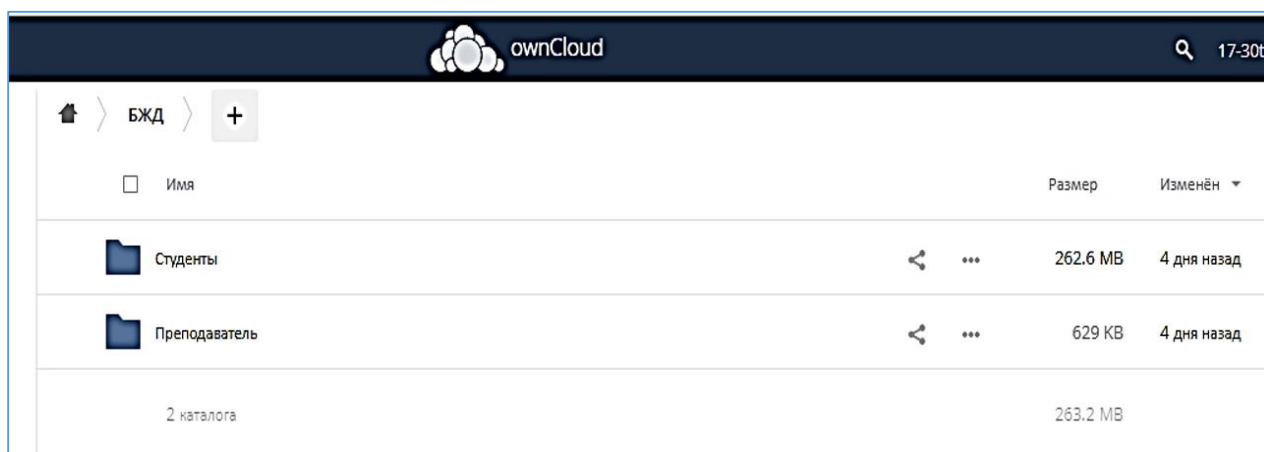 ownCloud 17-30t
БЖД +
Имя Размер Изменён
Студенты 262.6 MB 4 дня назад
Преподаватель 629 KB 4 дня назад
2 каталога 263.2 MB